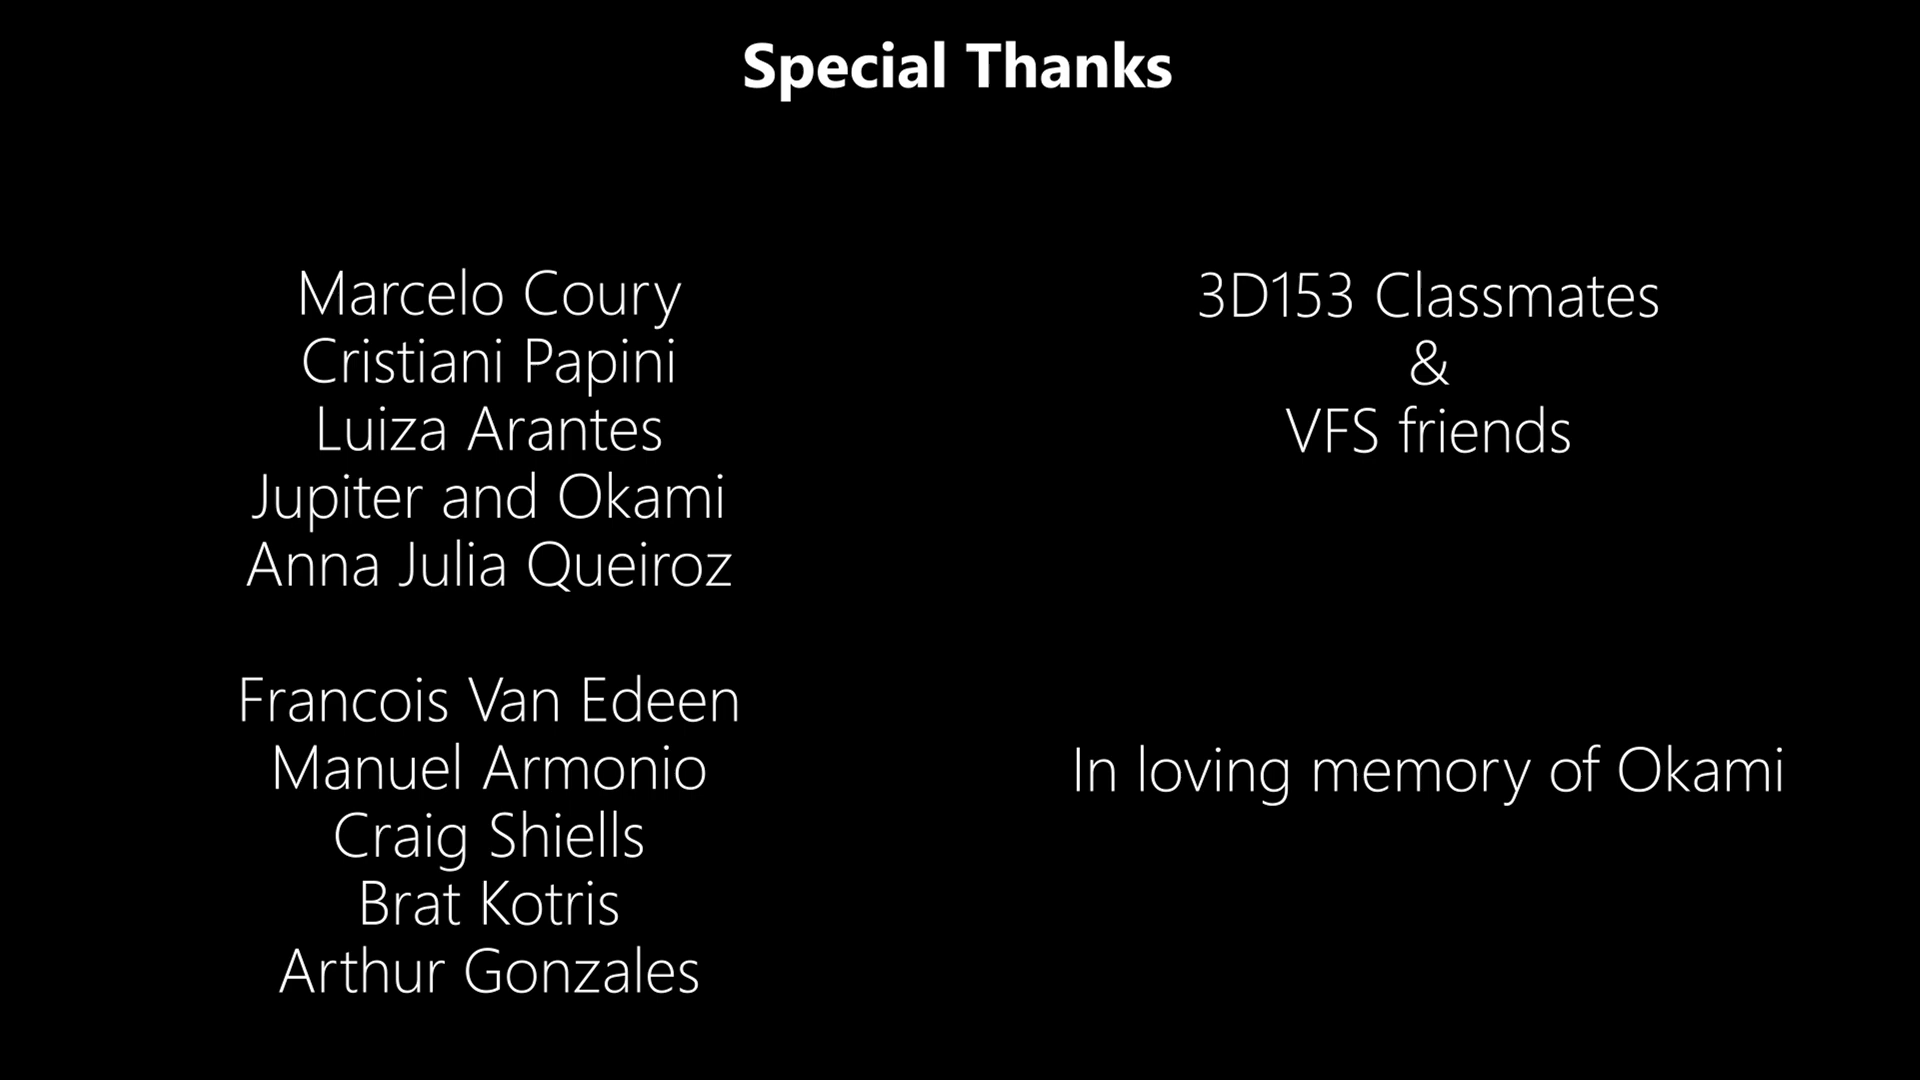 Special Thanks
Marcelo Coury
Cristiani Papini
Luiza Arantes
Jupiter and Okami
Anna Julia Queiroz
Francois Van Edeen
Manuel Armonio
Craig Shiells
Brat Kotris
Arthur Gonzales
3D153 Classmates
&
VFS friends
In loving memory of Okami